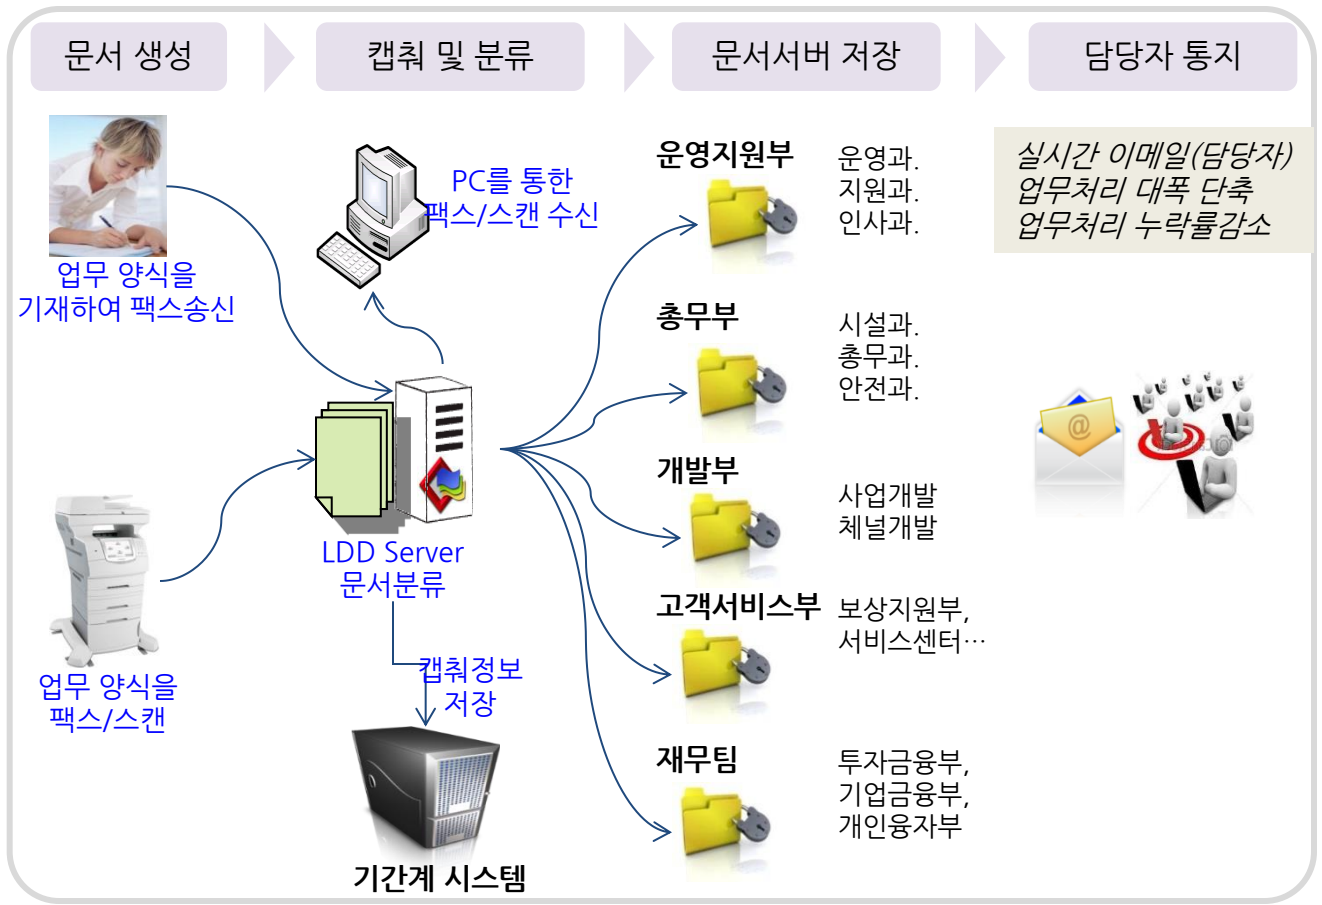 문서 생성
캡춰 및 분류
문서서버 저장
담당자 통지
업무 양식을
기재하여 팩스송신
업무 양식을
팩스/스캔
PC를 통한
팩스/스캔 수신
LDD Server
문서분류
캡춰정보
저장
기간계 시스템
운영지원부
운영과.
지원과.
인사과.
총무부
시설과.
총무과.
안전과.
개발부
사업개발
체널개발
고객서비스부
보상지원부,
서비스센터…
재무팀
투자금융부,
기업금융부,
개인융자부
실시간 이메일(담당자)
업무처리 대폭 단축
업무처리 누락률감소
@